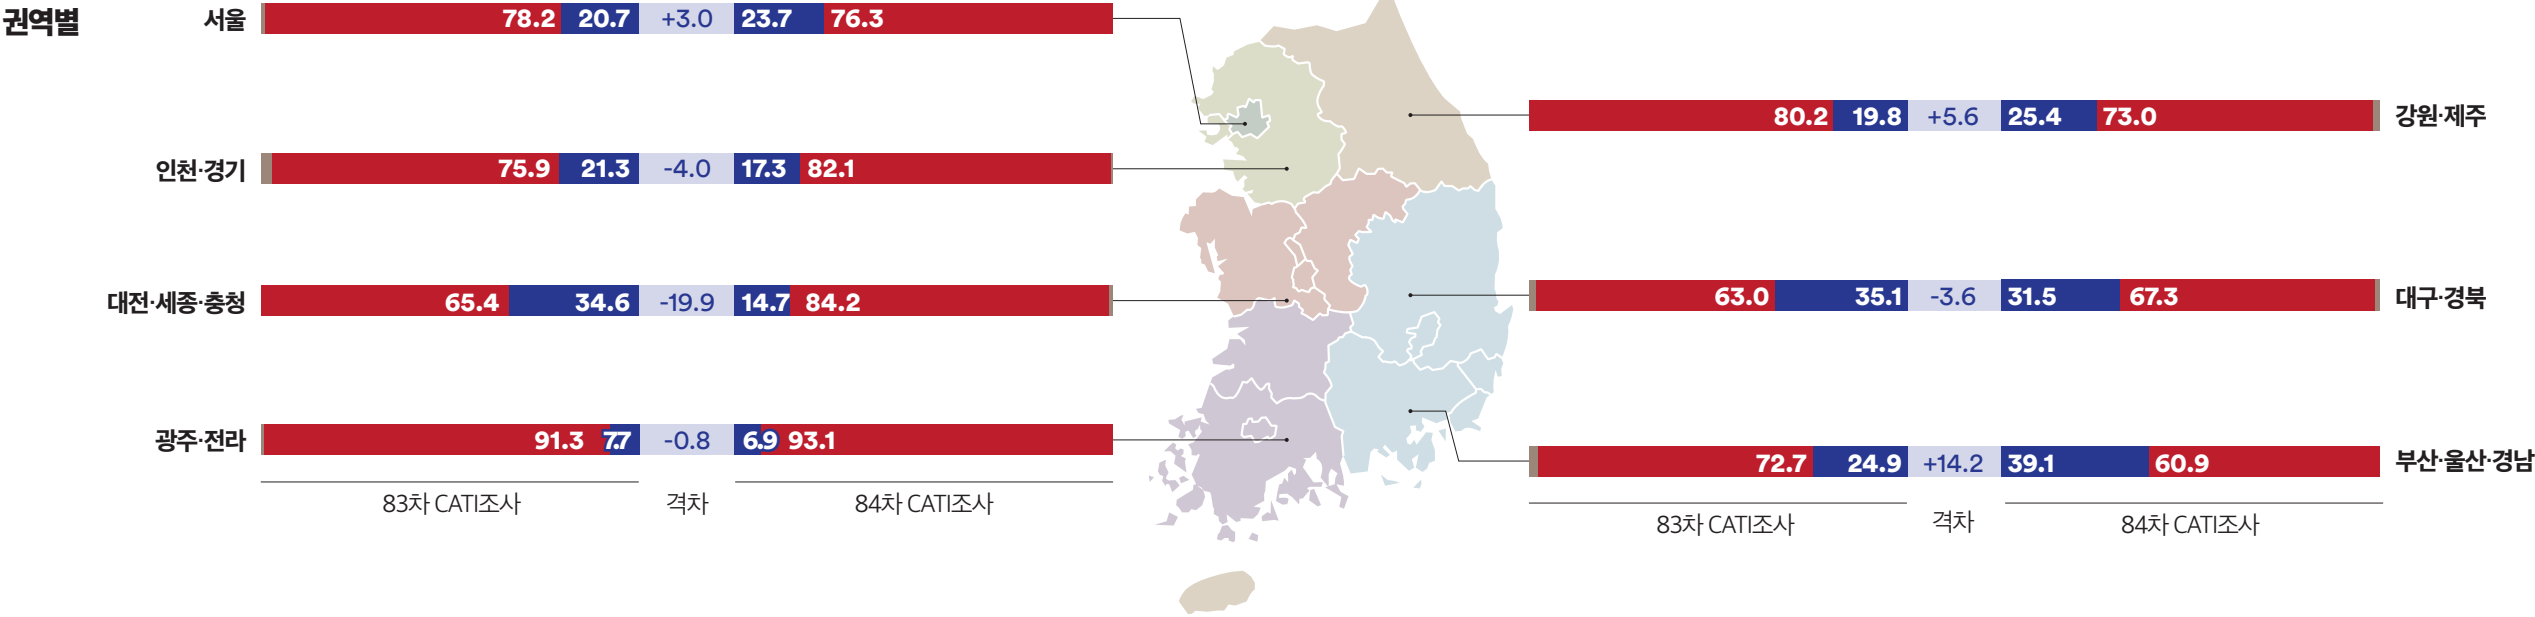 권역별
서울 78.2 20.7 +3.0 23.7 76.3
인천·경기 75.9 21.3 -4.0 17.3 82.1
대전·세종·충청 65.4 34.6 -19.9 14.7 84.2
광주·전라 91.3 7.7 -0.8 6.9 93.1
83차 CATI조사 격차 84차 CATI조사
80.2 19.8 +5.6 25.4 73.0 강원·제주
63.0 35.1 -3.6 31.5 67.3 대구·경북
72.7 24.9 +14.2 39.1 60.9 부산·울산·경남
83차 CATI조사 격차 84차 CATI조사